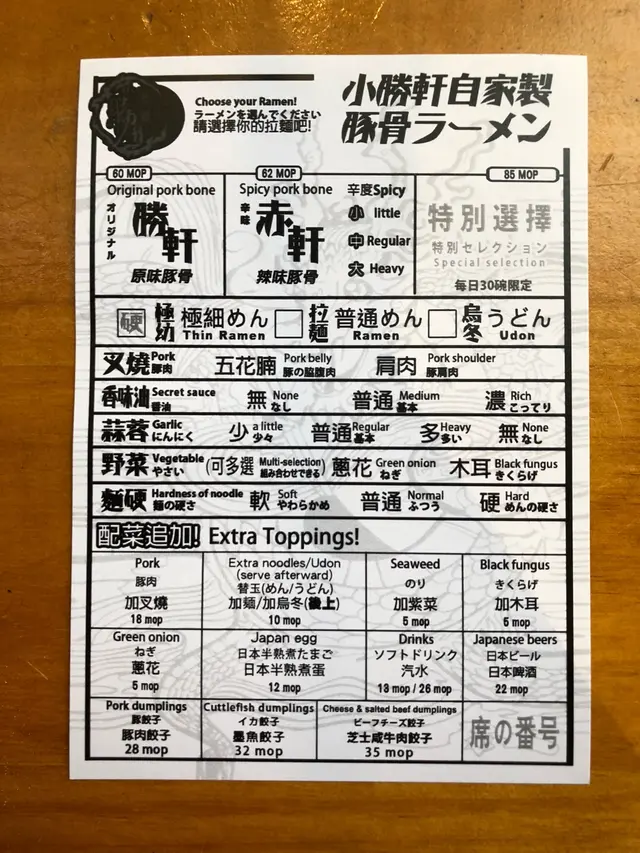 小勝軒自家製
豚骨ラーメン
Choose your Ramen!
ラーメンを選んでください
請選擇你的拉麵吧!
60 MOP
Original pork bone
オリジナル
勝軒
原味豚骨
62 MOP
Spicy pork bone
辛味
赤軒
辣味豚骨
辛度Spicy
小 little
中 Regular
大 Heavy
85 MOP
特別選擇
特別セレクション
Special selection
毎日30碗限定
硬 極幼 極細めん Thin Ramen
拉麵 普通めん Ramen
烏冬 うどん Udon
叉燒 Pork 豚肉 五花腩 Pork belly 豚の脇腹肉 肩肉 Pork shoulder 豚肩肉
香味油 Secret sauce 醤油 無 None なし 普通 Medium 基本 濃 Rich こってり
蒜蓉 Garlic にんにく 少 a little 少々 普通 Regular 基本 多 Heavy 多い 無 None なし
野菜 Vegetable やさい (可多選 Multi-selection 組み合わせできる) 蔥花 Green onion ねぎ 木耳 Black fungus きくらげ
麵硬 Hardness of noodle 麺の硬さ 軟 Soft やわらかめ 普通 Normal ふつう 硬 Hard めんの硬さ
配菜追加! Extra Toppings!
Pork
豚肉
加叉燒
18 mop
Extra noodles/Udon
(serve afterward)
替玉(めん/うどん)
加麵/加烏冬(後上)
10 mop
Seaweed
のり
加紫菜
5 mop
Black fungus
きくらげ
加木耳
5 mop
Green onion
ねぎ
蔥花
5 mop
Japan egg
日本半熟煮たまご
日本半熟煮蛋
12 mop
Drinks
ソフトドリンク
汽水
13 mop / 26 mop
Japanese beers
日本ビール
日本啤酒
22 mop
Pork dumplings
豚餃子
豚肉餃子
28 mop
Cuttlefish dumplings
イカ餃子
墨魚餃子
32 mop
Cheese & salted beef dumplings
ビーフチーズ餃子
芝士咸牛肉餃子
35 mop
席の番号